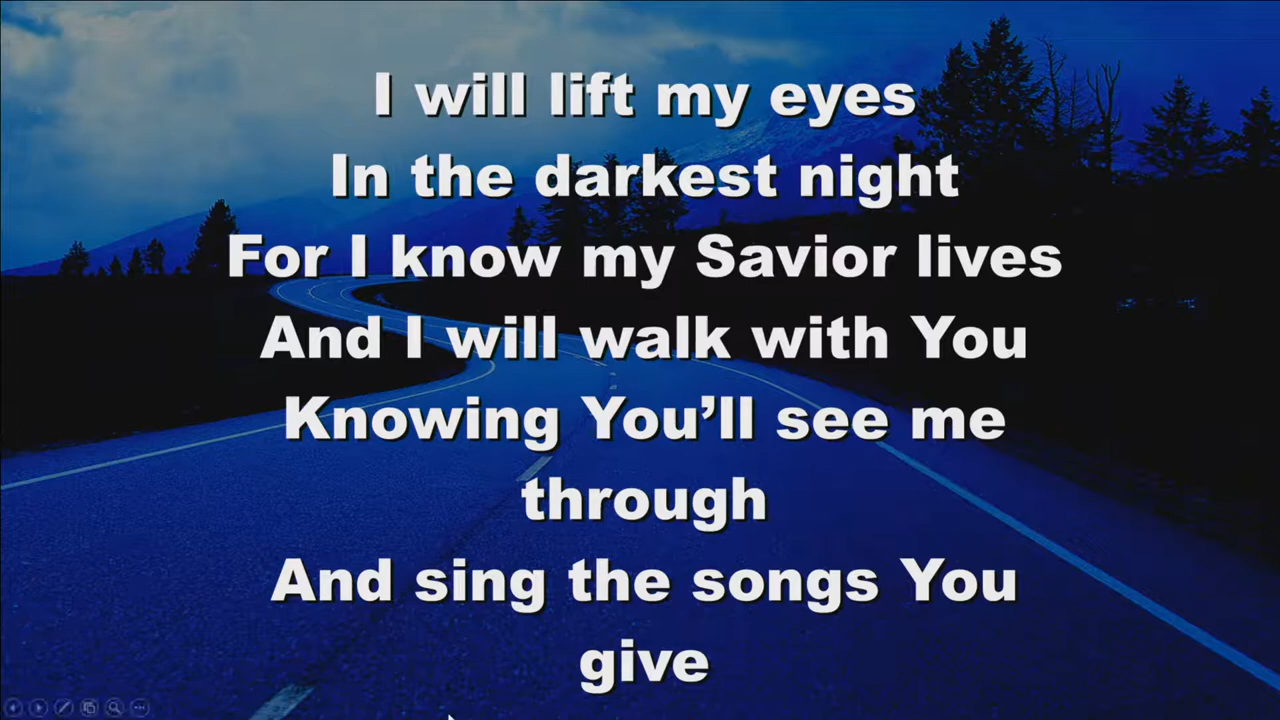 I will lift my eyes
In the darkest night
For I know my Savior lives
And I will walk with You
Knowing You’ll see me
through
And sing the songs You
give